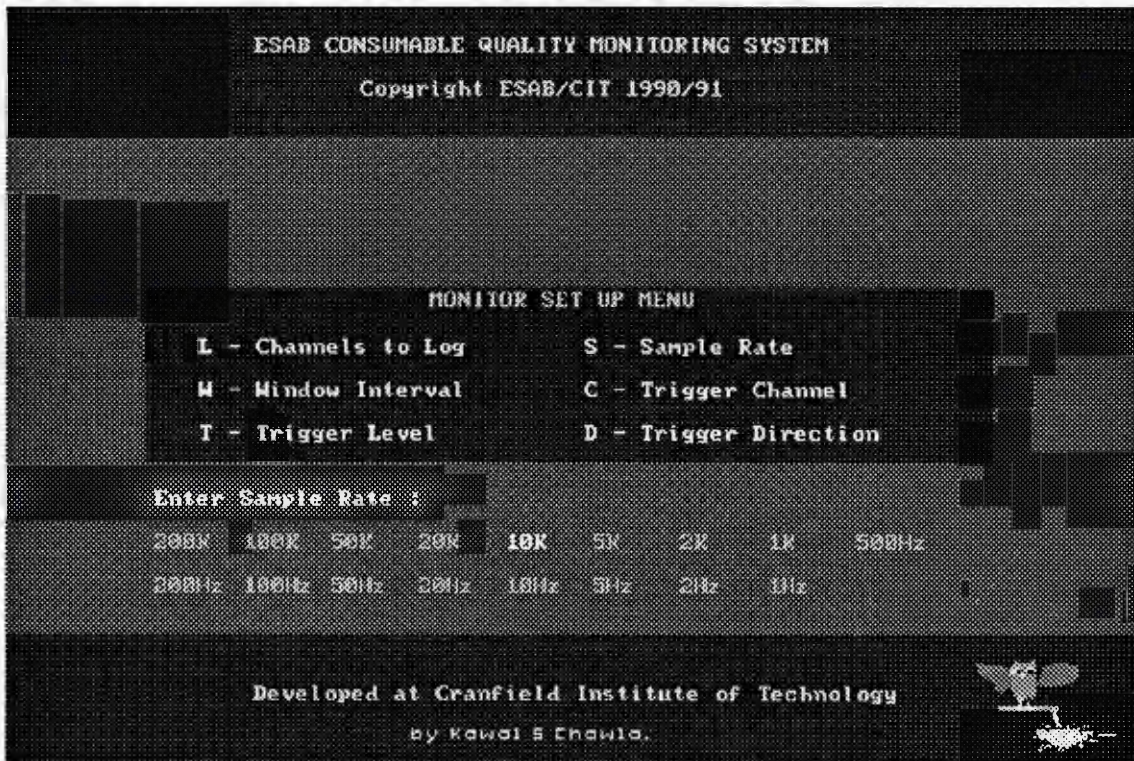 ESAB CONSUMABLE QUALITY MONITORING SYSTEM
Copyright ESAB/CIT 1990/91
MONITOR SET UP MENU
L - Channels to Log S - Sample Rate
W - Window Interval C - Trigger Channel
T - Trigger Level D - Trigger Direction
Enter Sample Rate :
200K 100K 50K 20K 10K 5K 2K 1K 500Hz
200Hz 100Hz 50Hz 20Hz 10Hz 5Hz 2Hz 1Hz
Developed at Cranfield Institute of Technology
by Kawal S Chawla.